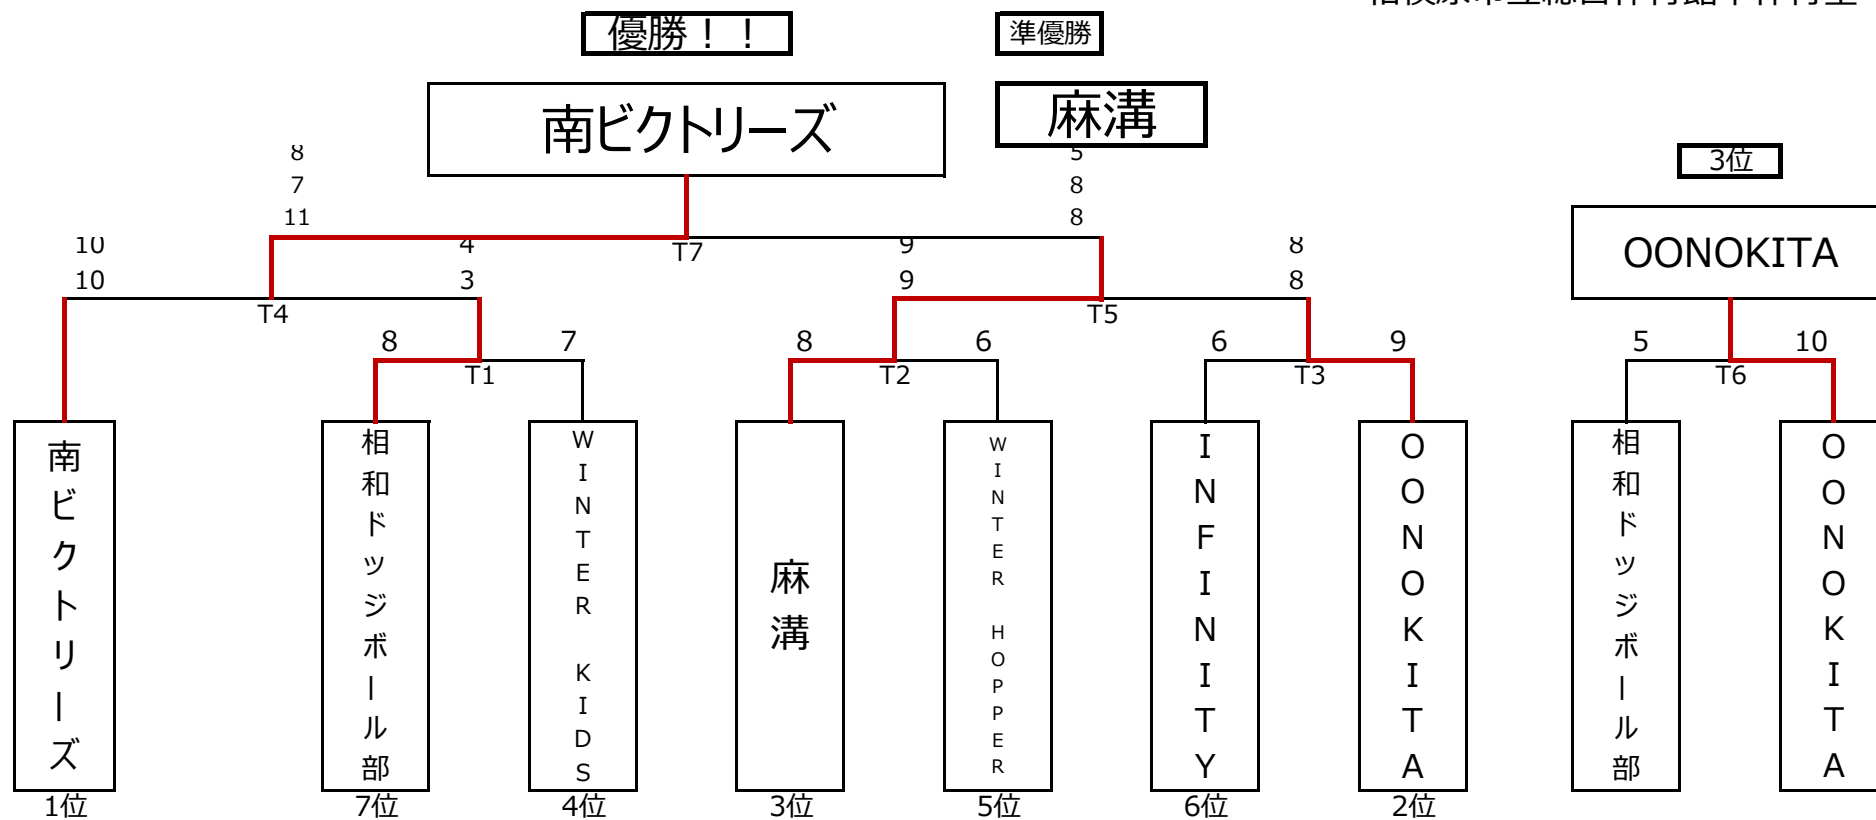 優勝！！
準優勝
南ビクトリーズ
麻溝
3位
8
5
7
8
11
8
OONOKITA
10
4
T7
9
8
10
3
9
8
T4
T5
8
7
8
6
6
9
5
10
T1
T2
T3
T6
南ビクトリーズ
相和ドッジボール部
WINTER KIDS
麻溝
WINTER HOPPER
INFINITY
OONOKITA
相和ドッジボール部
OONOKITA
1位
7位
4位
3位
5位
6位
2位